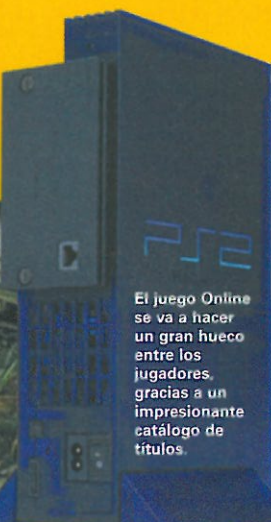 PS2
El juego Online
se va a hacer
un gran hueco
entre los
jugadores,
gracias a un
impresionante
catálogo de
títulos.